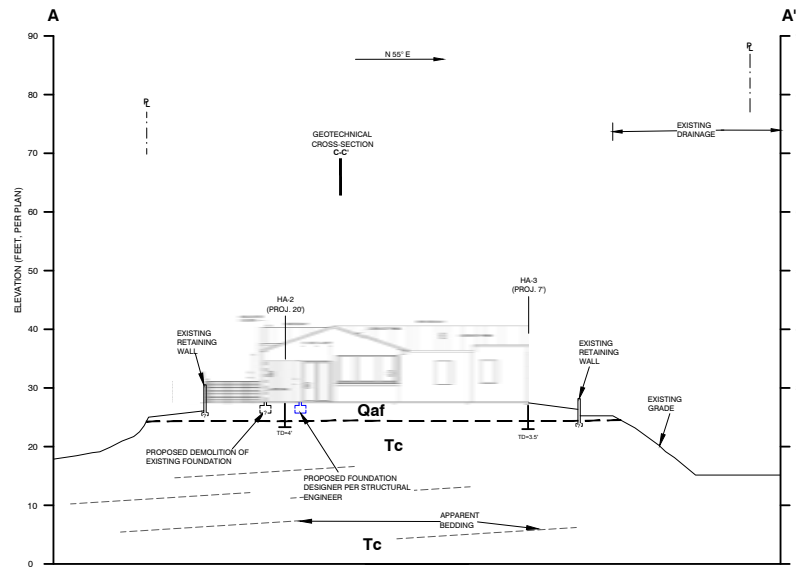 A
A'
90
80
70
60
50
40
30
20
10
0
ELEVATION (FEET, PER PLAN)
N 55° E
PL
PL
EXISTING
DRAINAGE
GEOTECHNICAL
CROSS-SECTION
C-C'
HA-2
(PROJ. 20')
HA-3
(PROJ. 7')
EXISTING
RETAINING
WALL
EXISTING
RETAINING
WALL
EXISTING
GRADE
Qaf
TD=4'
TD=3.5'
Tc
PROPOSED DEMOLITION OF
EXISTING FOUNDATION
PROPOSED FOUNDATION
DESIGNER PER STRUCTURAL
ENGINEER
APPARENT
BEDDING
Tc